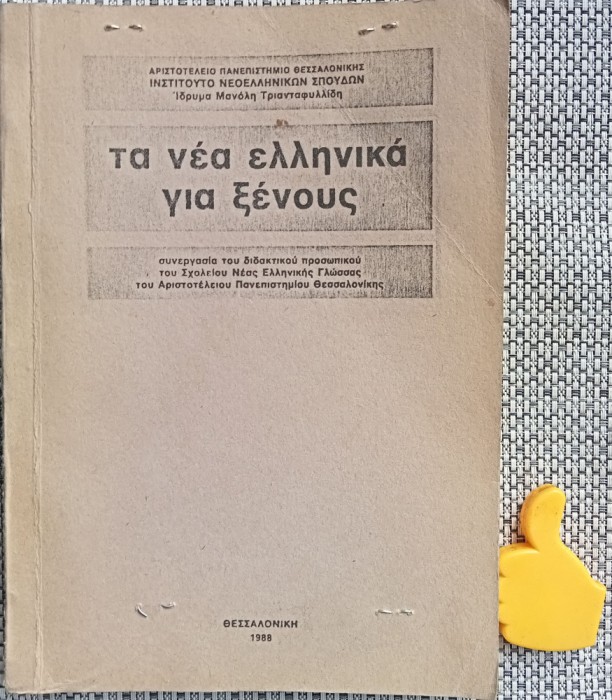 ΑΡΙΣΤΟΤΕΛΕΙΟ ΠΑΝΕΠΙΣΤΗΜΙΟ ΘΕΣΣΑΛΟΝΙΚΗΣ
ΙΝΣΤΙΤΟΥΤΟ ΝΕΟΕΛΛΗΝΙΚΩΝ ΣΠΟΥΔΩΝ
Ίδρυμα Μανόλη Τριανταφυλλίδη
τα νέα ελληνικά
για ξένους
συνεργασία του διδακτικού προσωπικού
του Σχολείου Νέας Ελληνικής Γλώσσας
του Αριστοτέλειου Πανεπιστημίου Θεσσαλονίκης
ΘΕΣΣΑΛΟΝΙΚΗ
1988